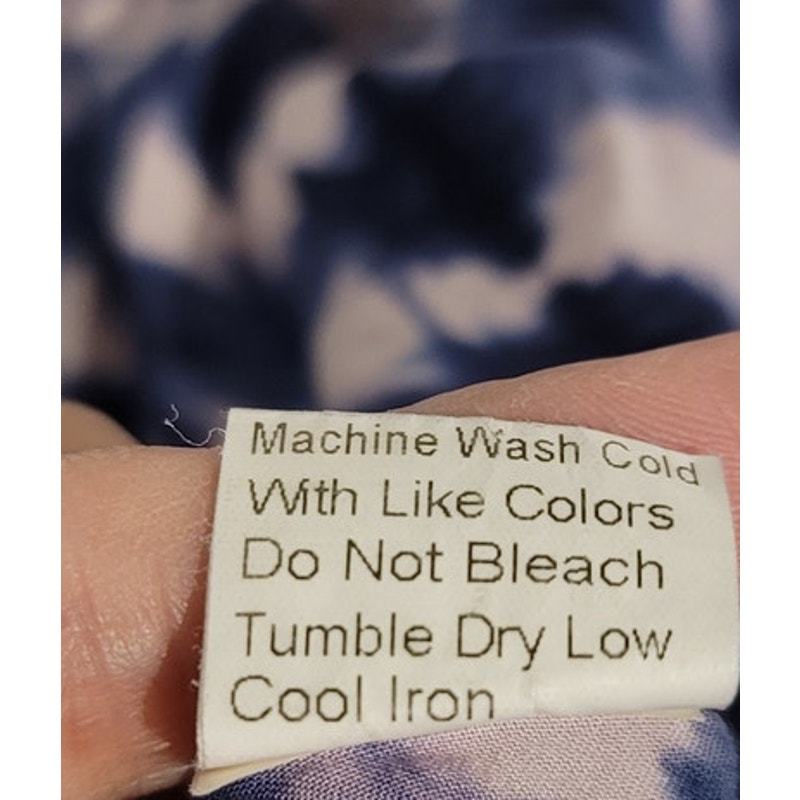 Machine Wash Cold
With Like Colors
Do Not Bleach
Tumble Dry Low
Cool Iron